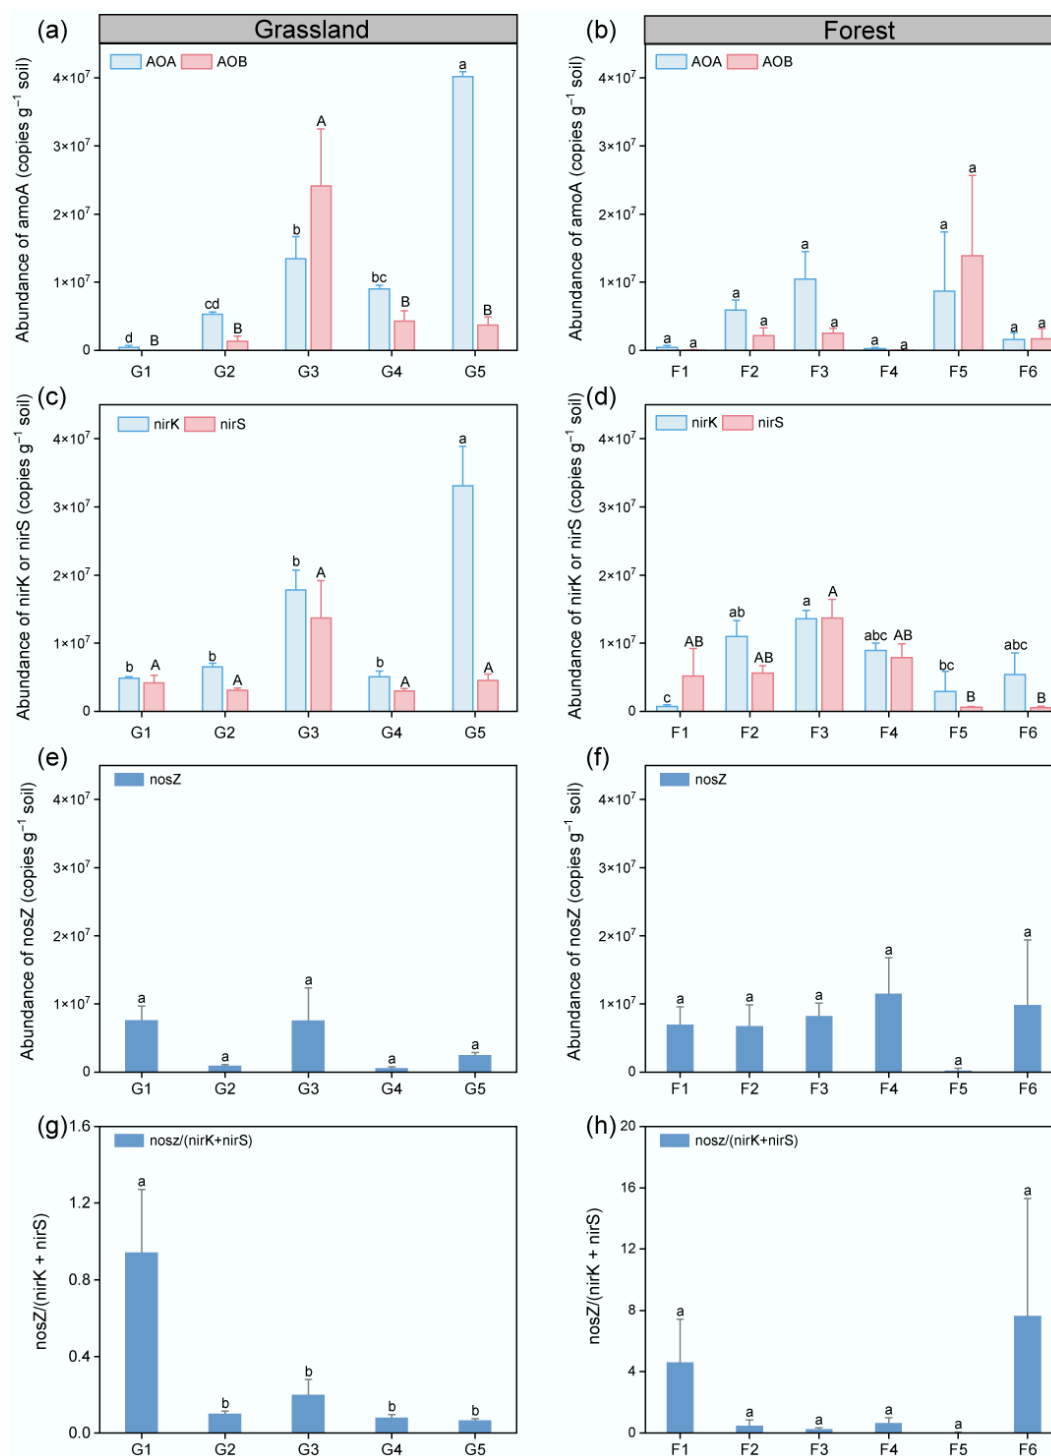 (a)
Grassland
AOA AOB
Abundance of amoA (copies g⁻¹ soil)
4×10⁷
3×10⁷
2×10⁷
1×10⁷
0
d B cd B b A bc B a B
G1 G2 G3 G4 G5
(b)
Forest
AOA AOB
Abundance of amoA (copies g⁻¹ soil)
4×10⁷
3×10⁷
2×10⁷
1×10⁷
0
a a a a a a a a a a a a
F1 F2 F3 F4 F5 F6
(c)
nirK nirS
Abundance of nirK or nirS (copies g⁻¹ soil)
4×10⁷
3×10⁷
2×10⁷
1×10⁷
0
b A b A b A b A a A
G1 G2 G3 G4 G5
(d)
nirK nirS
Abundance of nirK or nirS (copies g⁻¹ soil)
4×10⁷
3×10⁷
2×10⁷
1×10⁷
0
c AB ab AB a A abc AB bc B abc B
F1 F2 F3 F4 F5 F6
(e)
nosZ
Abundance of nosZ (copies g⁻¹ soil)
4×10⁷
3×10⁷
2×10⁷
1×10⁷
0
a a a a a
G1 G2 G3 G4 G5
(f)
nosZ
Abundance of nosZ (copies g⁻¹ soil)
4×10⁷
3×10⁷
2×10⁷
1×10⁷
0
a a a a a a
F1 F2 F3 F4 F5 F6
(g)
nosz/(nirK+nirS)
nosZ/(nirK + nirS)
1.6
1.2
0.8
0.4
0.0
a b b b b
G1 G2 G3 G4 G5
(h)
nosz/(nirK+nirS)
nosZ/(nirK + nirS)
20
16
12
8
4
0
a a a a a a
F1 F2 F3 F4 F5 F6